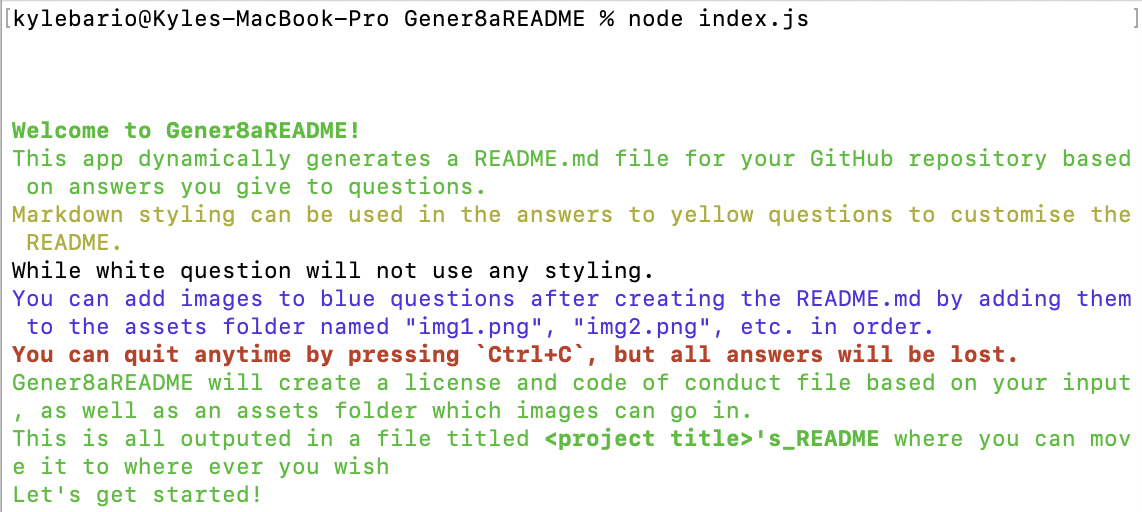 [kylebario@Kyles-MacBook-Pro Gener8aREADME % node index.js ]
Welcome to Gener8aREADME!
This app dynamically generates a README.md file for your GitHub repository based
 on answers you give to questions.
Markdown styling can be used in the answers to yellow questions to customise the
 README.
While white question will not use any styling.
You can add images to blue questions after creating the README.md by adding them
 to the assets folder named "img1.png", "img2.png", etc. in order.
You can quit anytime by pressing `Ctrl+C`, but all answers will be lost.
Gener8aREADME will create a license and code of conduct file based on your input
, as well as an assets folder which images can go in.
This is all outputed in a file titled <project title>'s_README where you can mov
e it to where ever you wish
Let's get started!